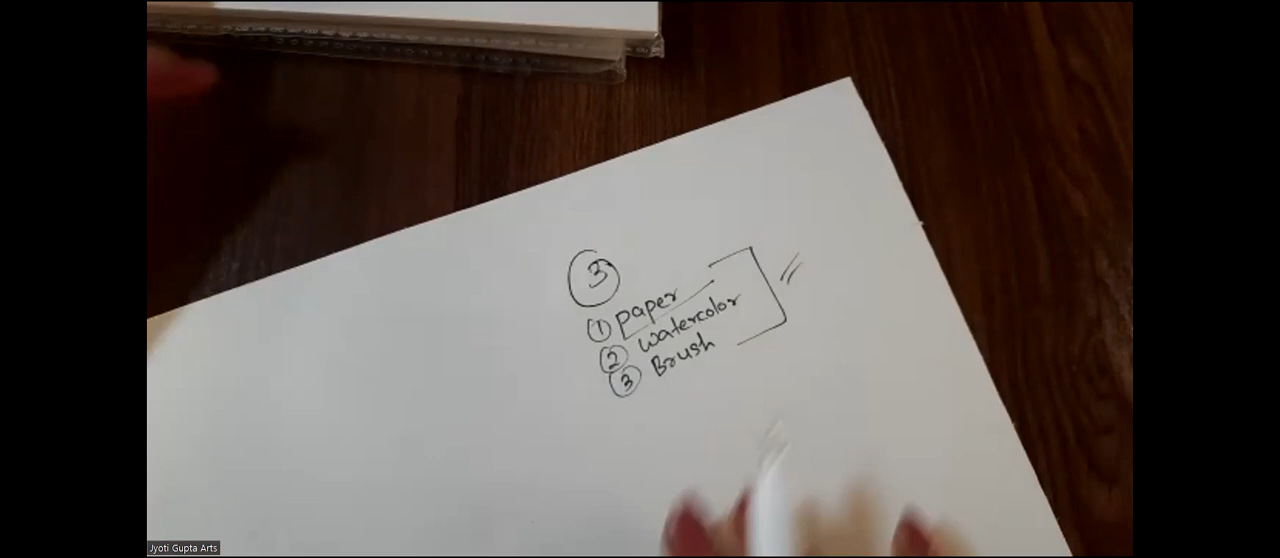 3
① paper
② watercolor
③ Brush
Jyoti Gupta Arts